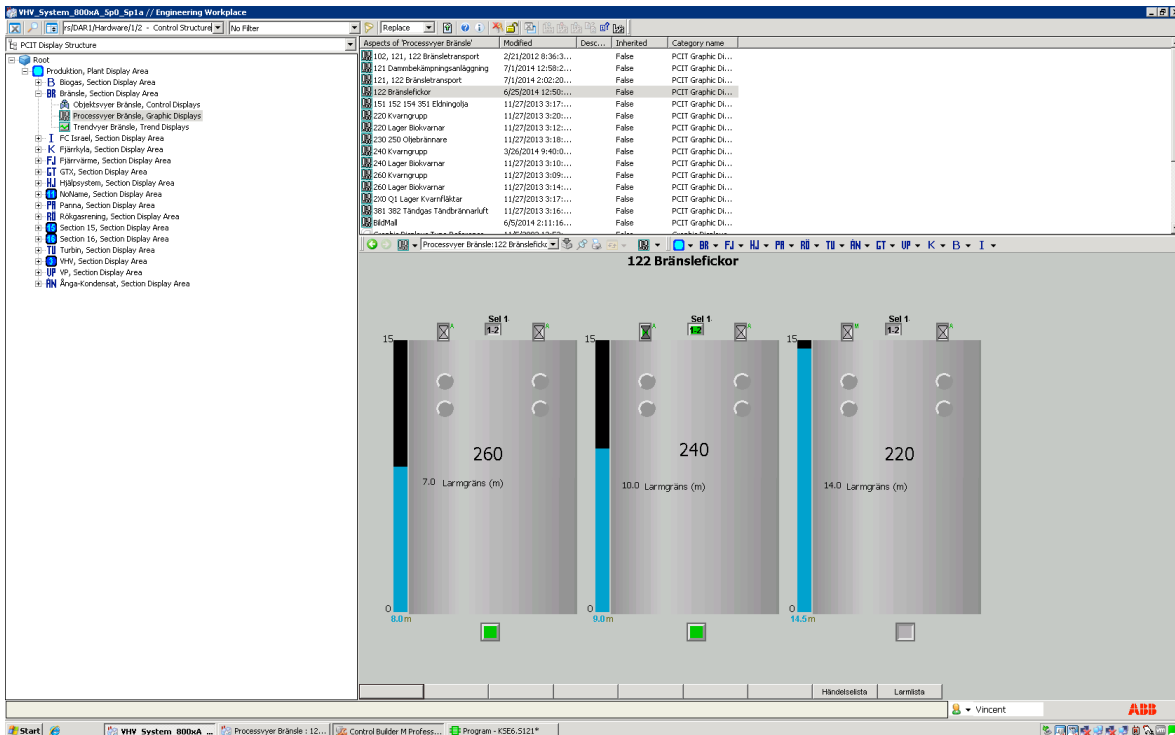 VHV_System_800xA_5p0_Sp1a // Engineering Workplace
rs/DAR1/Hardware/1/2 - Control Structure No Filter Replace
PCIT Display Structure
Root
Produktion, Plant Display Area
B Biogas, Section Display Area
BR Bränsle, Section Display Area
Objektsvyer Bränsle, Control Displays
Processvyer Bränsle, Graphic Displays
Trendvyer Bränsle, Trend Displays
I FC Israel, Section Display Area
K Fjärrkyla, Section Display Area
FJ Fjärrvärme, Section Display Area
GT GTX, Section Display Area
HJ Hjälpsystem, Section Display Area
11 NoName, Section Display Area
PA Panna, Section Display Area
RÖ Rökgasrening, Section Display Area
15 Section 15, Section Display Area
16 Section 16, Section Display Area
TU Turbin, Section Display Area
3 VHV, Section Display Area
VP VP, Section Display Area
ÅN Ånga-Kondensat, Section Display Area
Aspects of 'Processvyer Bränsle' Modified Desc... Inherited Category name
102, 121, 122 Bränsletransport 2/21/2012 8:36:3... False PCIT Graphic Di...
121 Dammbekämpningsanläggning 7/1/2014 12:58:2... False PCIT Graphic Di...
121, 122 Bränsletransport 7/1/2014 2:02:20... False PCIT Graphic Di...
122 Bränslefickor 6/25/2014 12:50:... False PCIT Graphic Di...
151 152 154 351 Eldningolja 11/27/2013 3:17:... False PCIT Graphic Di...
220 Kvarngrupp 11/27/2013 3:20:... False PCIT Graphic Di...
220 Lager Biokvarnar 11/27/2013 3:12:... False PCIT Graphic Di...
230 250 Oljebrännare 11/27/2013 3:18:... False PCIT Graphic Di...
240 Kvarngrupp 3/26/2014 9:40:0... False PCIT Graphic Di...
240 Lager Biokvarnar 11/27/2013 3:10:... False PCIT Graphic Di...
260 Kvarngrupp 11/27/2013 3:09:... False PCIT Graphic Di...
260 Lager Biokvarnar 11/27/2013 3:14:... False PCIT Graphic Di...
2X0 Q1 Lager Kvarnfläktar 11/27/2013 3:17:... False PCIT Graphic Di...
381 382 Tändgas Tändbrännarluft 11/27/2013 3:16:... False PCIT Graphic Di...
BildMall 6/5/2014 2:11:16... False PCIT Graphic Di...
Processvyer Bränsle:122 Bränslefickc BR FJ HJ PA RÖ TU ÅN GT VP K B I
122 Bränslefickor
Sel 1 Sel 1 Sel 1
A 1-2 A A 1-2 A M 1-2 A
15 15 15
260 240 220
7.0 Larmgräns (m) 10.0 Larmgräns (m) 14.0 Larmgräns (m)
0 0 0
8.0 m 9.0 m 14.5 m
Händelselista Larmlista
Vincent ABB
Start VHV_System_800xA_ ... Processvyer Bränsle : 12... Control Builder M Profess... Program - KSE6.S121*